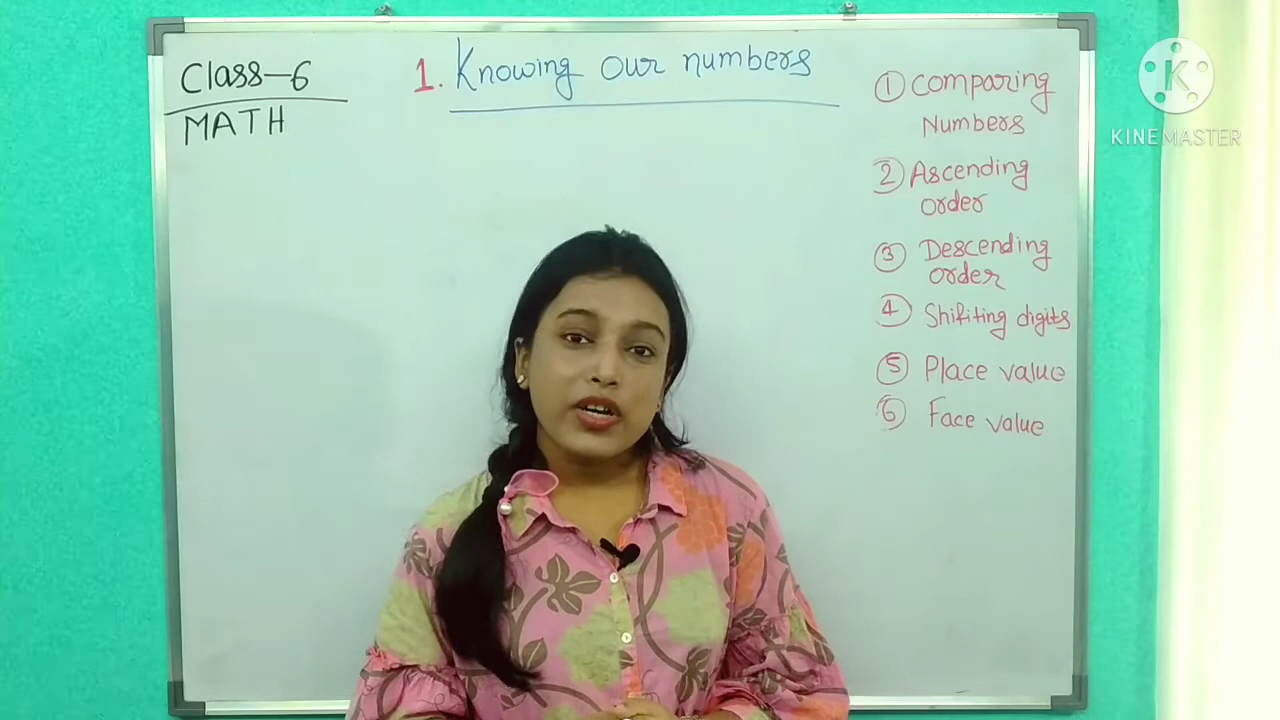 Class-6
MATH
1. Knowing our numbers
① Comparing
Numbers
② Ascending
order
③ Descending
order
④ Shifiting digits
⑤ Place value
⑥ Face value
K
KINEMASTER